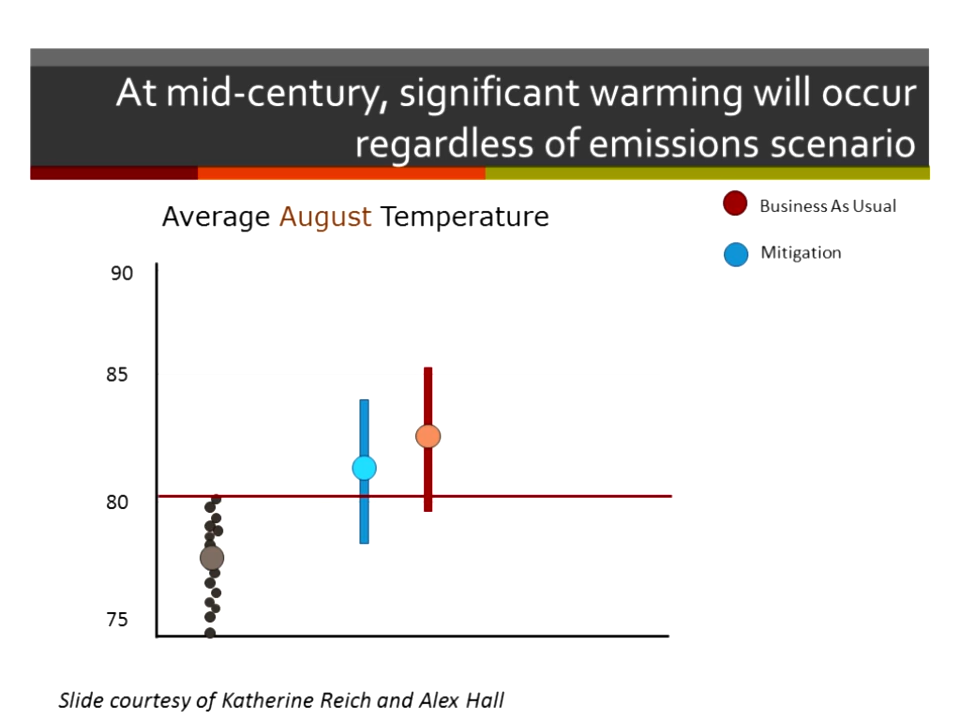 At mid-century, significant warming will occur
regardless of emissions scenario
Average August Temperature
Business As Usual
Mitigation
90
85
80
75
Slide courtesy of Katherine Reich and Alex Hall